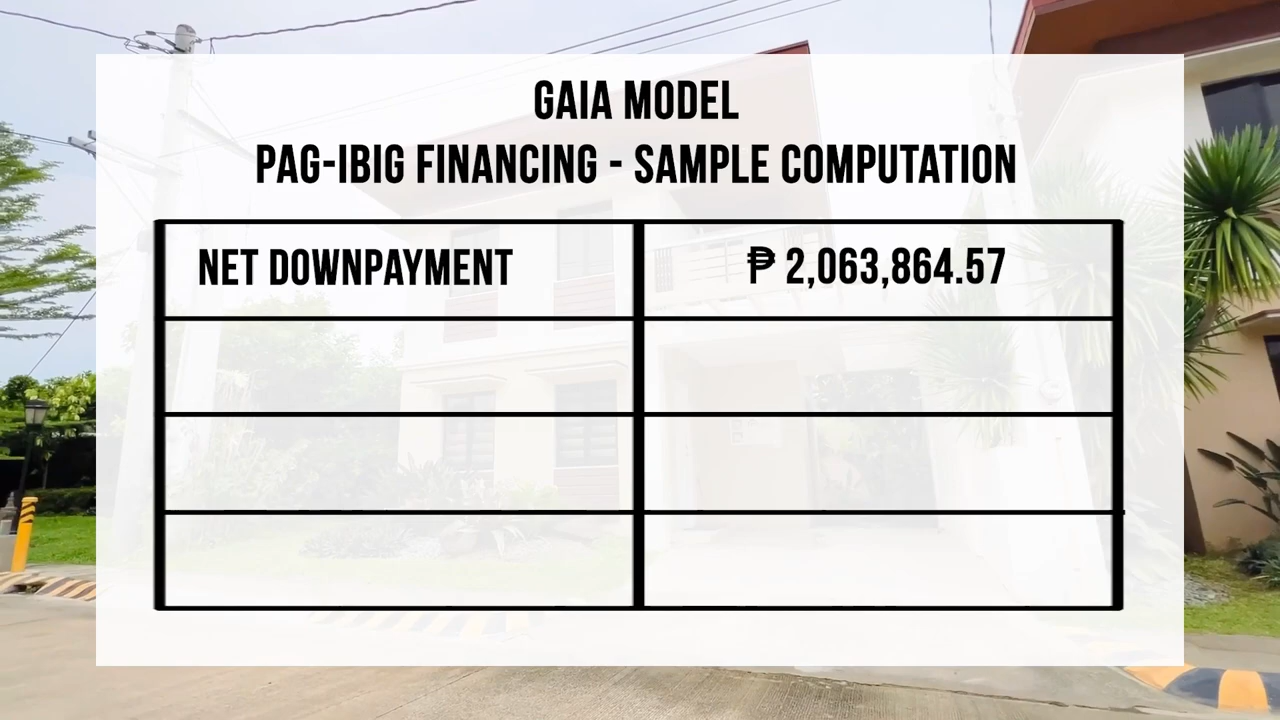 GAIA MODEL
PAG-IBIG FINANCING - SAMPLE COMPUTATION
NET DOWNPAYMENT ₱ 2,063,864.57